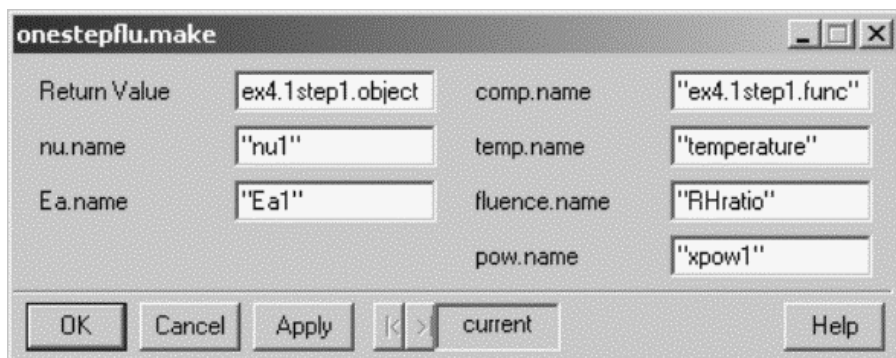 onestepflu.make
Return Value ex4.1step1.object comp.name "ex4.1step1.func"
nu.name "nu1" temp.name "temperature"
Ea.name "Ea1" fluence.name "RHratio"
pow.name "xpow1"
OK Cancel Apply |< >| current Help